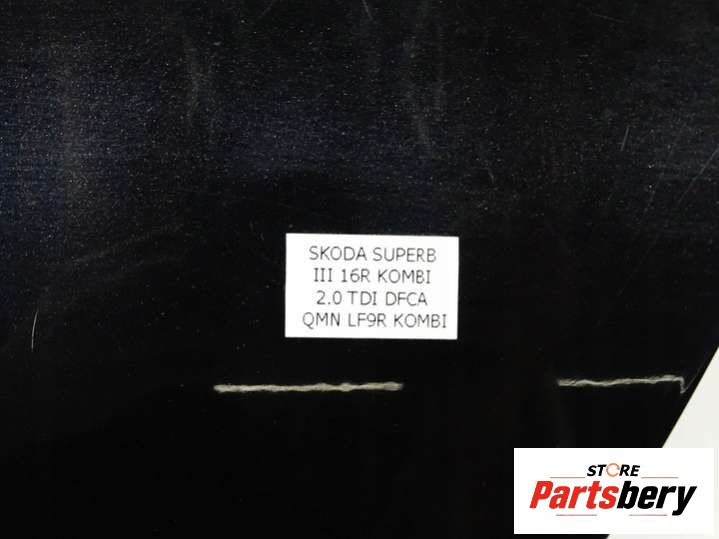 SKODA SUPERB
III 16R KOMBI
2.0 TDI DFCA
QMN LF9R KOMBI
STORE
Partsbery